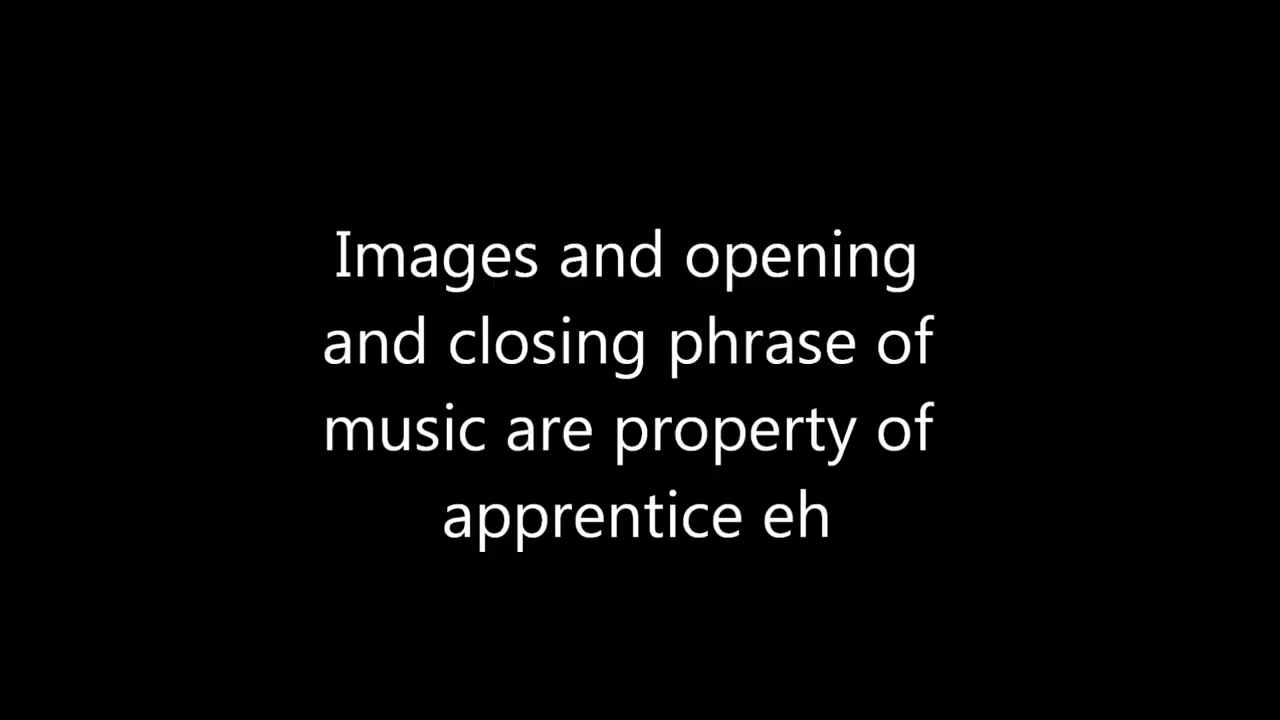 Images and opening
and closing phrase of
music are property of
apprentice eh